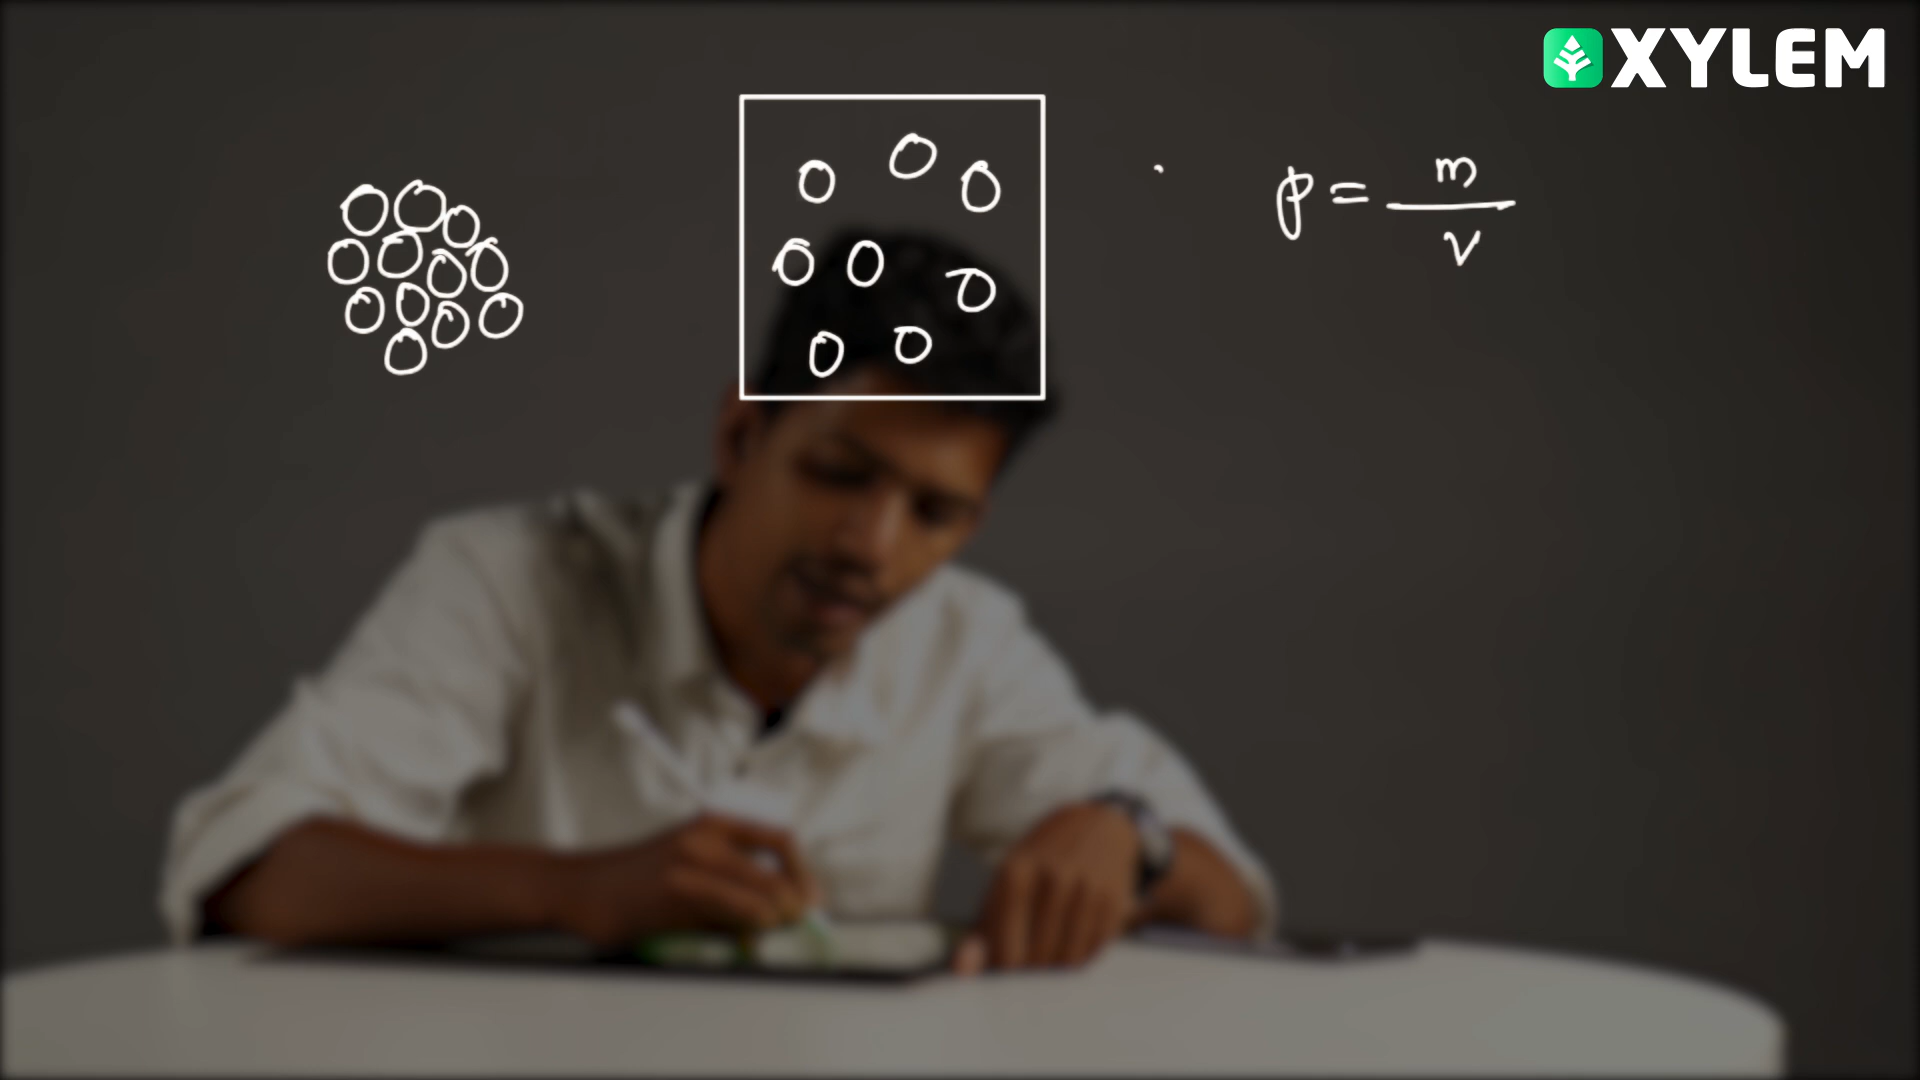 XYLEM
ρ = m / v